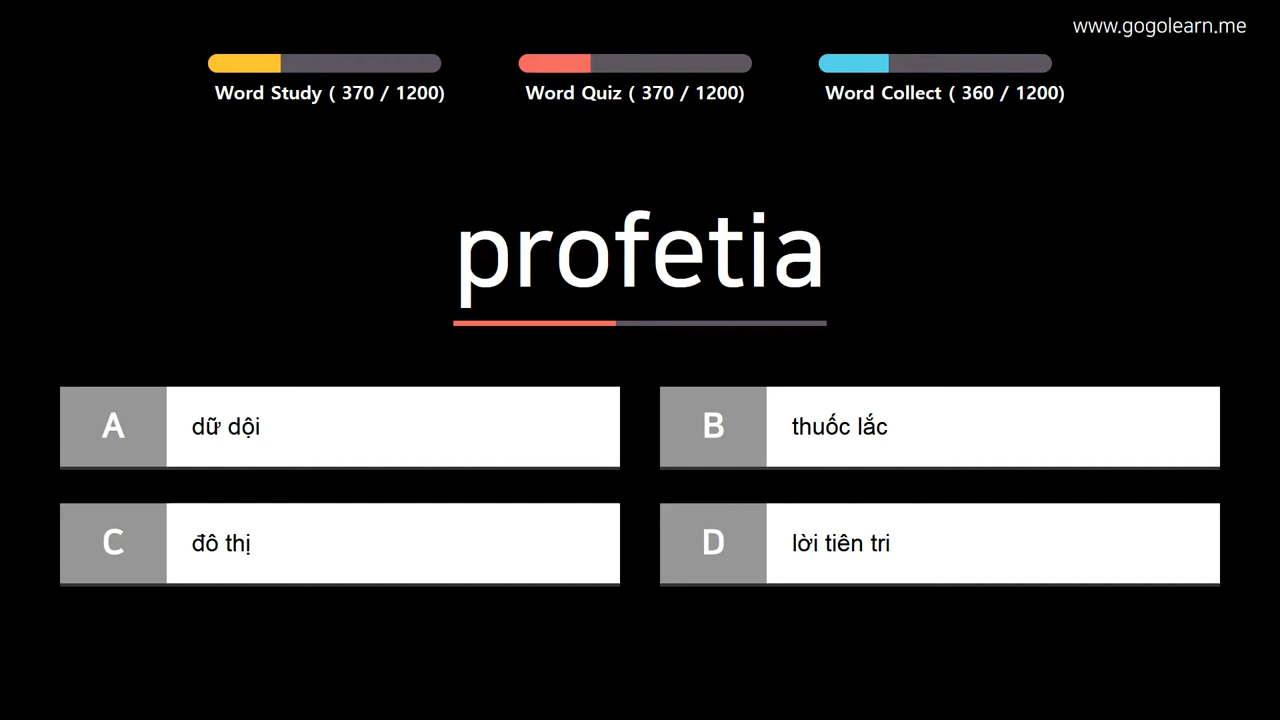 www.gogolearn.me
Word Study ( 370 / 1200)
Word Quiz ( 370 / 1200)
Word Collect ( 360 / 1200)
profetia
A
dữ dội
B
thuốc lắc
C
đô thị
D
lời tiên tri